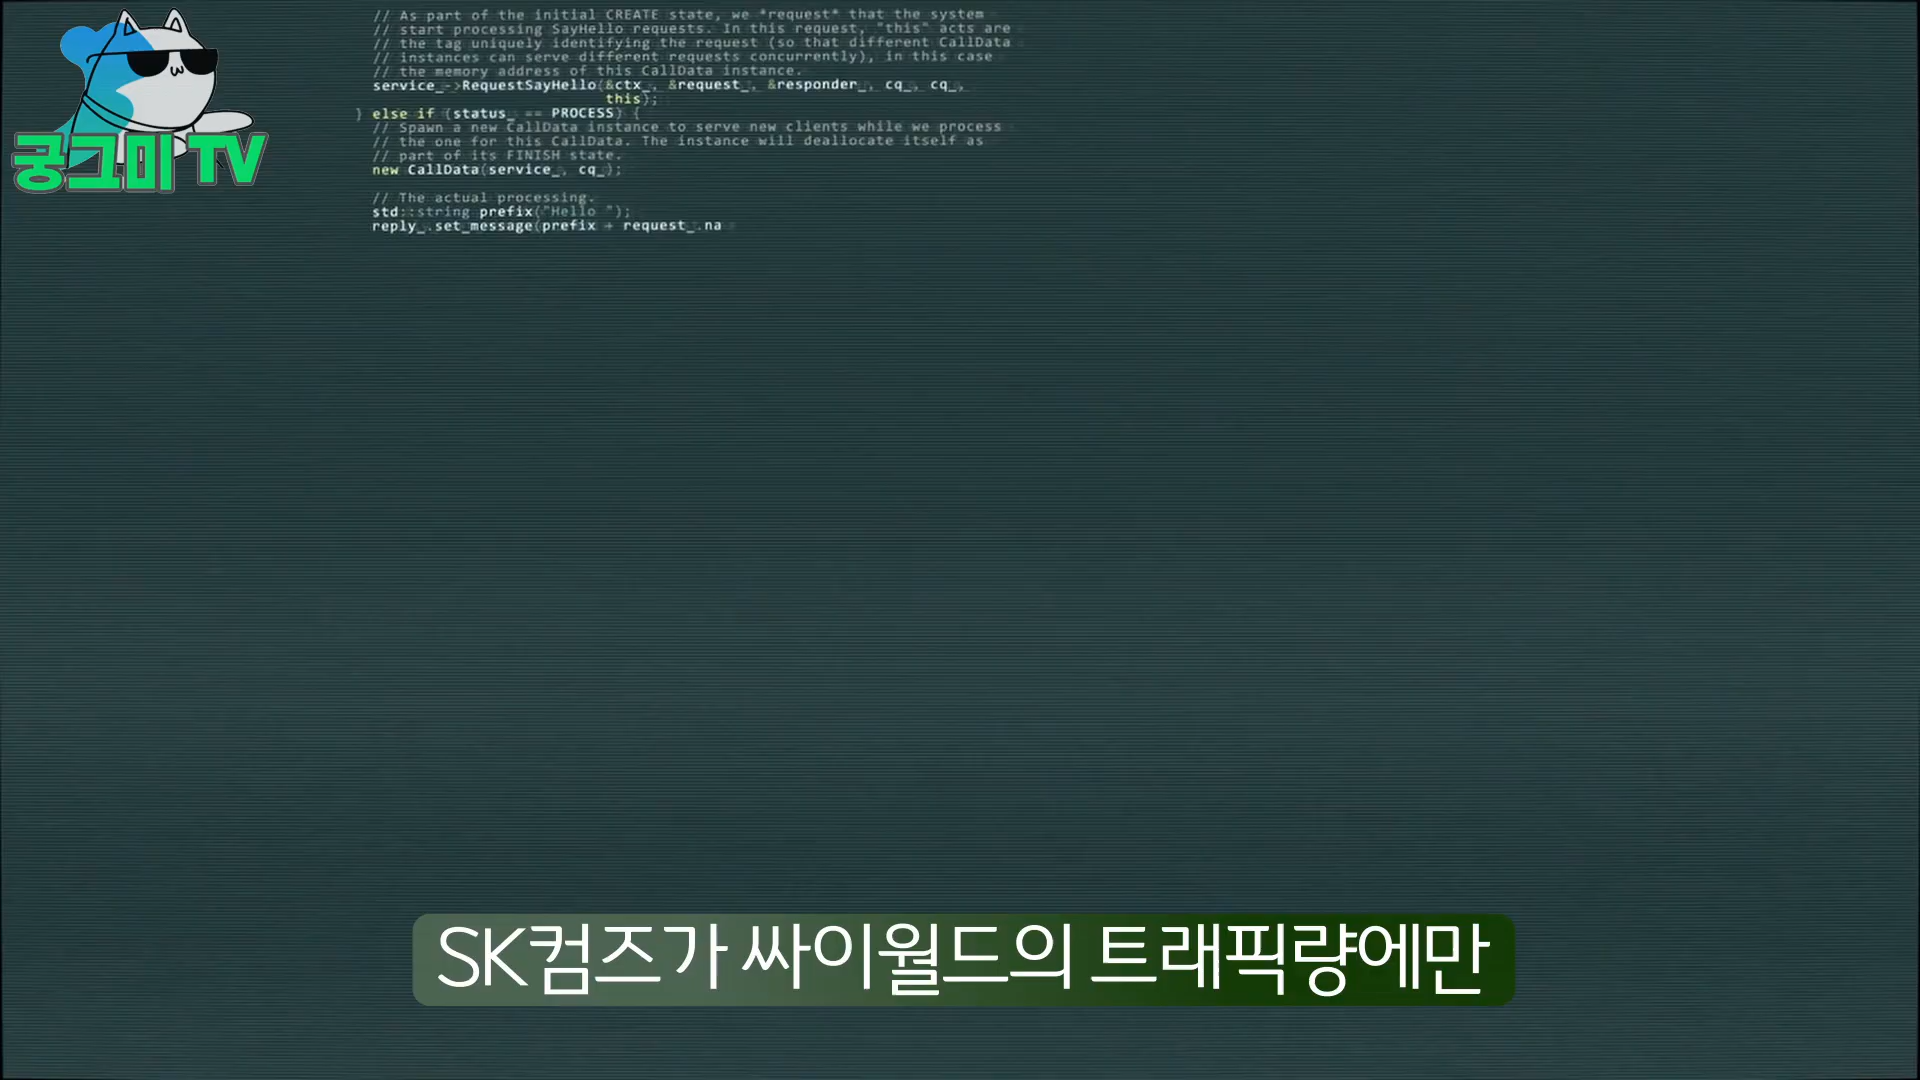 // As part of the initial CREATE state, we *request* that the system
// start processing SayHello requests. In this request, "this" acts are
// the tag uniquely identifying the request (so that different CallData
// instances can serve different requests concurrently), in this case
// the memory address of this CallData instance.
service_->RequestSayHello(&ctx_, &request_, &responder_, cq_, cq_,
this);
} else if (status_ == PROCESS) {
// Spawn a new CallData instance to serve new clients while we process
// the one for this CallData. The instance will deallocate itself as
// part of its FINISH state.
new CallData(service_, cq_);
// The actual processing.
std::string prefix("Hello ");
reply_.set_message(prefix + request_.na
궁그미 TV
SK컴즈가 싸이월드의 트래픽량에만